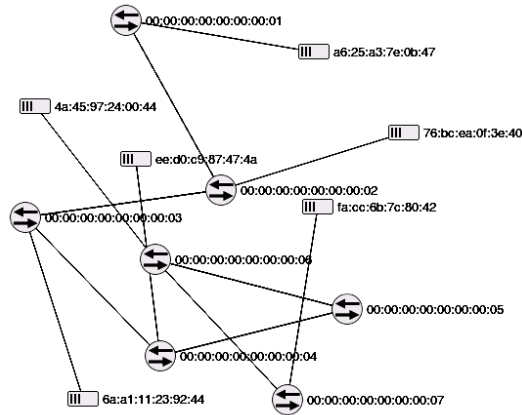 00:00:00:00:00:00:00:01
a6:25:a3:7e:0b:47
4a:45:97:24:00:44
76:bc:ea:0f:3e:40
ee:d0:c9:87:47:4a
00:00:00:00:00:00:00:02
fa:cc:6b:7c:80:42
00:00:00:00:00:00:00:03
00:00:00:00:00:00:00:06
00:00:00:00:00:00:00:05
00:00:00:00:00:00:00:04
6a:a1:11:23:92:44
00:00:00:00:00:00:00:07